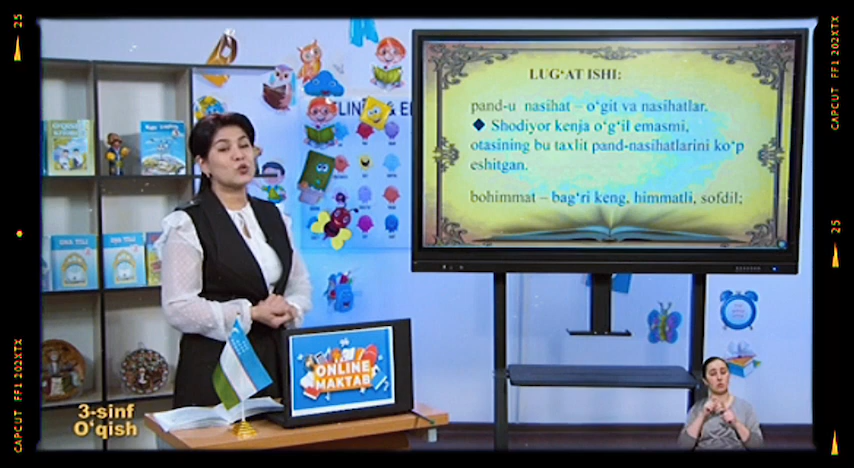 25
CAPCUT FF1 202XTX
LUG‘AT ISHI:
pand-u nasihat – o‘git va nasihatlar.
❖ Shodiyor kenja o‘g‘il emasmi,
otasining bu taxlit pand-nasihatlarini ko‘p
eshitgan.
bohimmat – bag‘ri keng, himmatli, sofdil;
ONA TILI
ONLINE
MAKTAB
3-sinf
O‘qish
25
CAPCUT FF1 202XTX